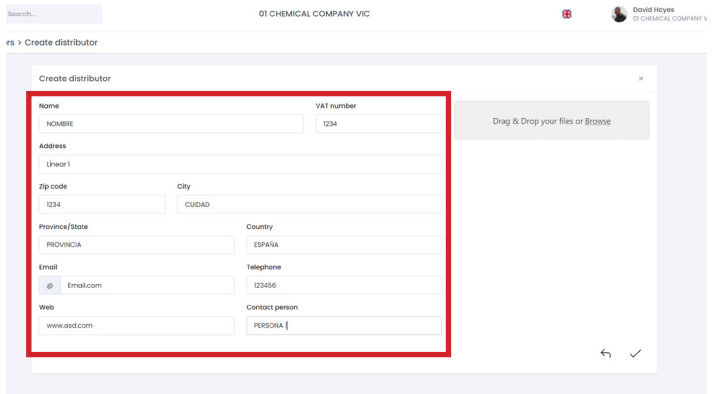 Search...
01 CHEMICAL COMPANY VIC
David Hoyes
01 CHEMICAL COMPANY V
ers > Create distributor
Create distributor ×
Name VAT number
NOMBRE 1234
Drag & Drop your files or Browse
Address
Línear 1
Zip code City
1234 CUIDAD
Province/State Country
PROVINCIA ESPAÑA
Email Telephone
@ Email.com 123456
Web Contact person
www.asd.com PERSONA 1